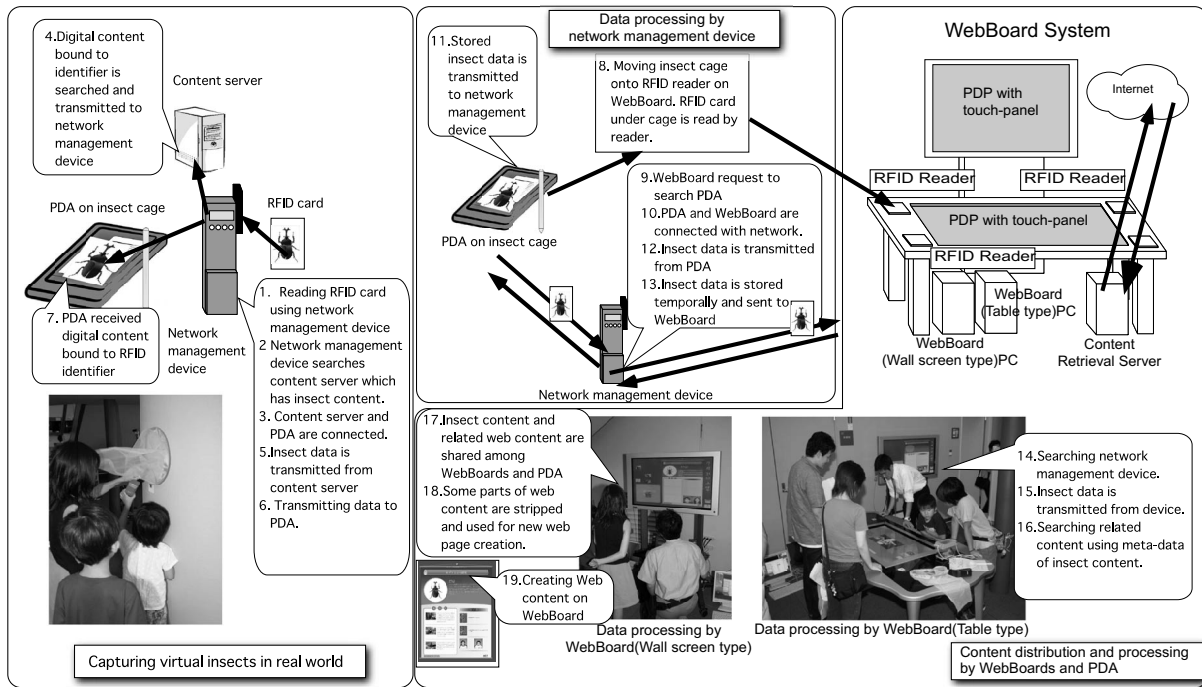 4.Digital content
bound to
identifier is
searched and
transmitted to
network
management
device
Content server
PDA on insect cage
RFID card
7. PDA received
digital content
bound to RFID
identifier
Network
management
device
1. Reading RFID card
using network
management device
2 Network management
device searches
content server which
has insect content.
3. Content server and
PDA are connected.
5.Insect data is
transmitted from
content server
6. Transmitting data to
PDA.
Capturing virtual insects in real world
Data processing by
network management device
11.Stored
insect data is
transmitted
to network
management
device
8. Moving insect cage
onto RFID reader on
WebBoard. RFID card
under cage is read by
reader.
PDA on insect cage
9.WebBoard request to
search PDA
10.PDA and WebBoard are
connected with network.
12.Insect data is transmitted
from PDA
13.Insect data is stored
temporally and sent to
WebBoard
Network management device
WebBoard System
PDP with
touch-panel
Internet
RFID Reader
RFID Reader
PDP with touch-panel
RFID Reader
WebBoard
(Table type)PC
WebBoard
(Wall screen type)PC
Content
Retrieval Server
17.Insect content and
related web content are
shared among
WebBoards and PDA
18.Some parts of web
content are stripped
and used for new web
page creation.
19.Creating Web
content on
WebBoard
Data processing by
WebBoard(Wall screen type)
14.Searching network
management device.
15.Insect data is
transmitted from device.
16.Searching related
content using meta-data
of insect content.
Data processing by WebBoard(Table type)
Content distribution and processing
by WebBoards and PDA